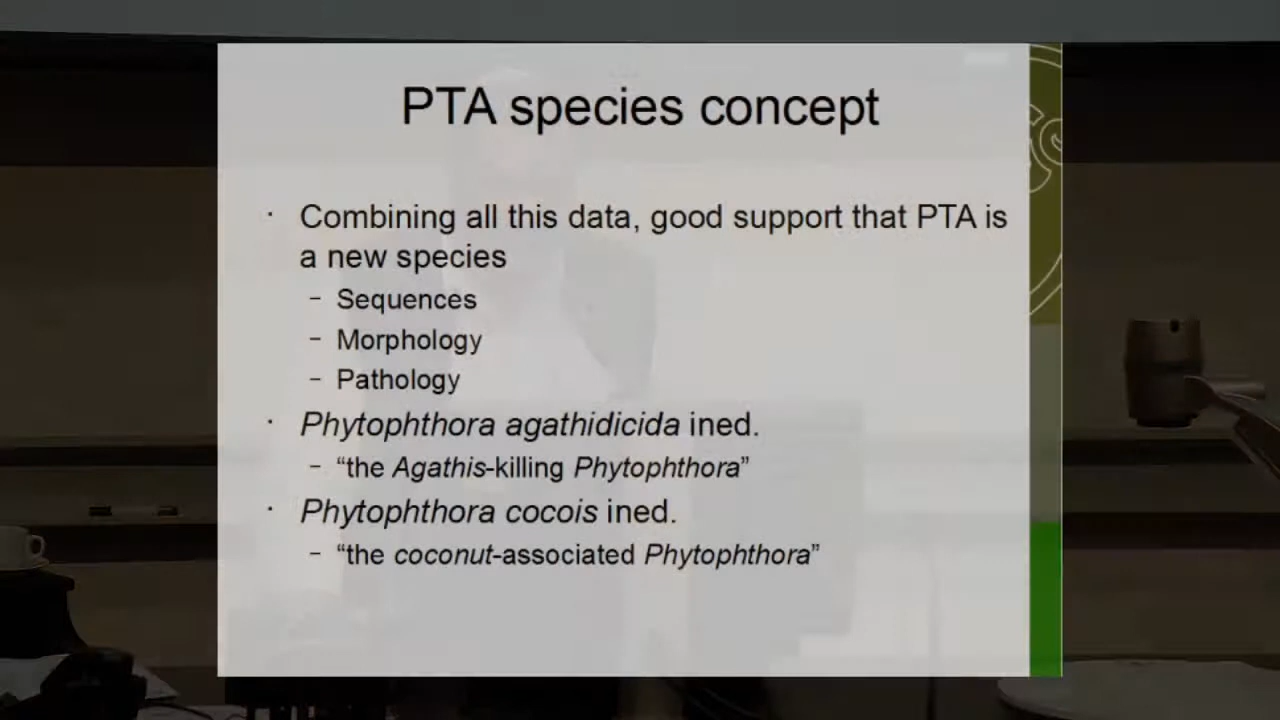 PTA species concept
· Combining all this data, good support that PTA is
a new species
– Sequences
– Morphology
– Pathology
· Phytophthora agathidicida ined.
– “the Agathis-killing Phytophthora”
· Phytophthora cocois ined.
– “the coconut-associated Phytophthora”